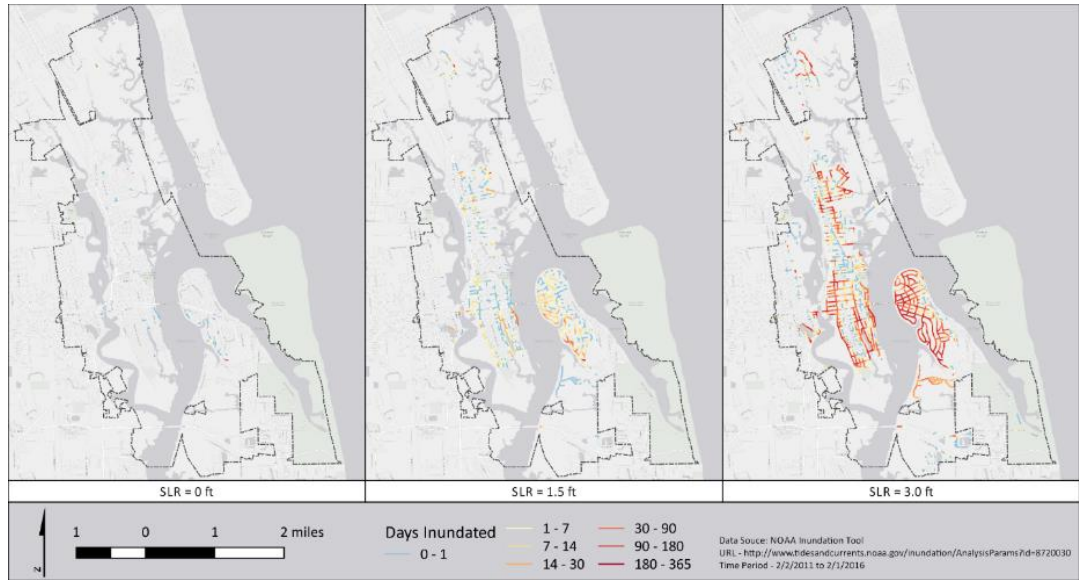 SLR = 0 ft
SLR = 1.5 ft
SLR = 3.0 ft
1 0 1 2 miles
Z
Days Inundated
0 - 1
1 - 7
7 - 14
14 - 30
30 - 90
90 - 180
180 - 365
Data Souce: NOAA Inundation Tool
URL - http://www.tidesandcurrents.noaa.gov/inundation/AnalysisParams?id=8720030
Time Period - 2/2/2011 to 2/1/2016